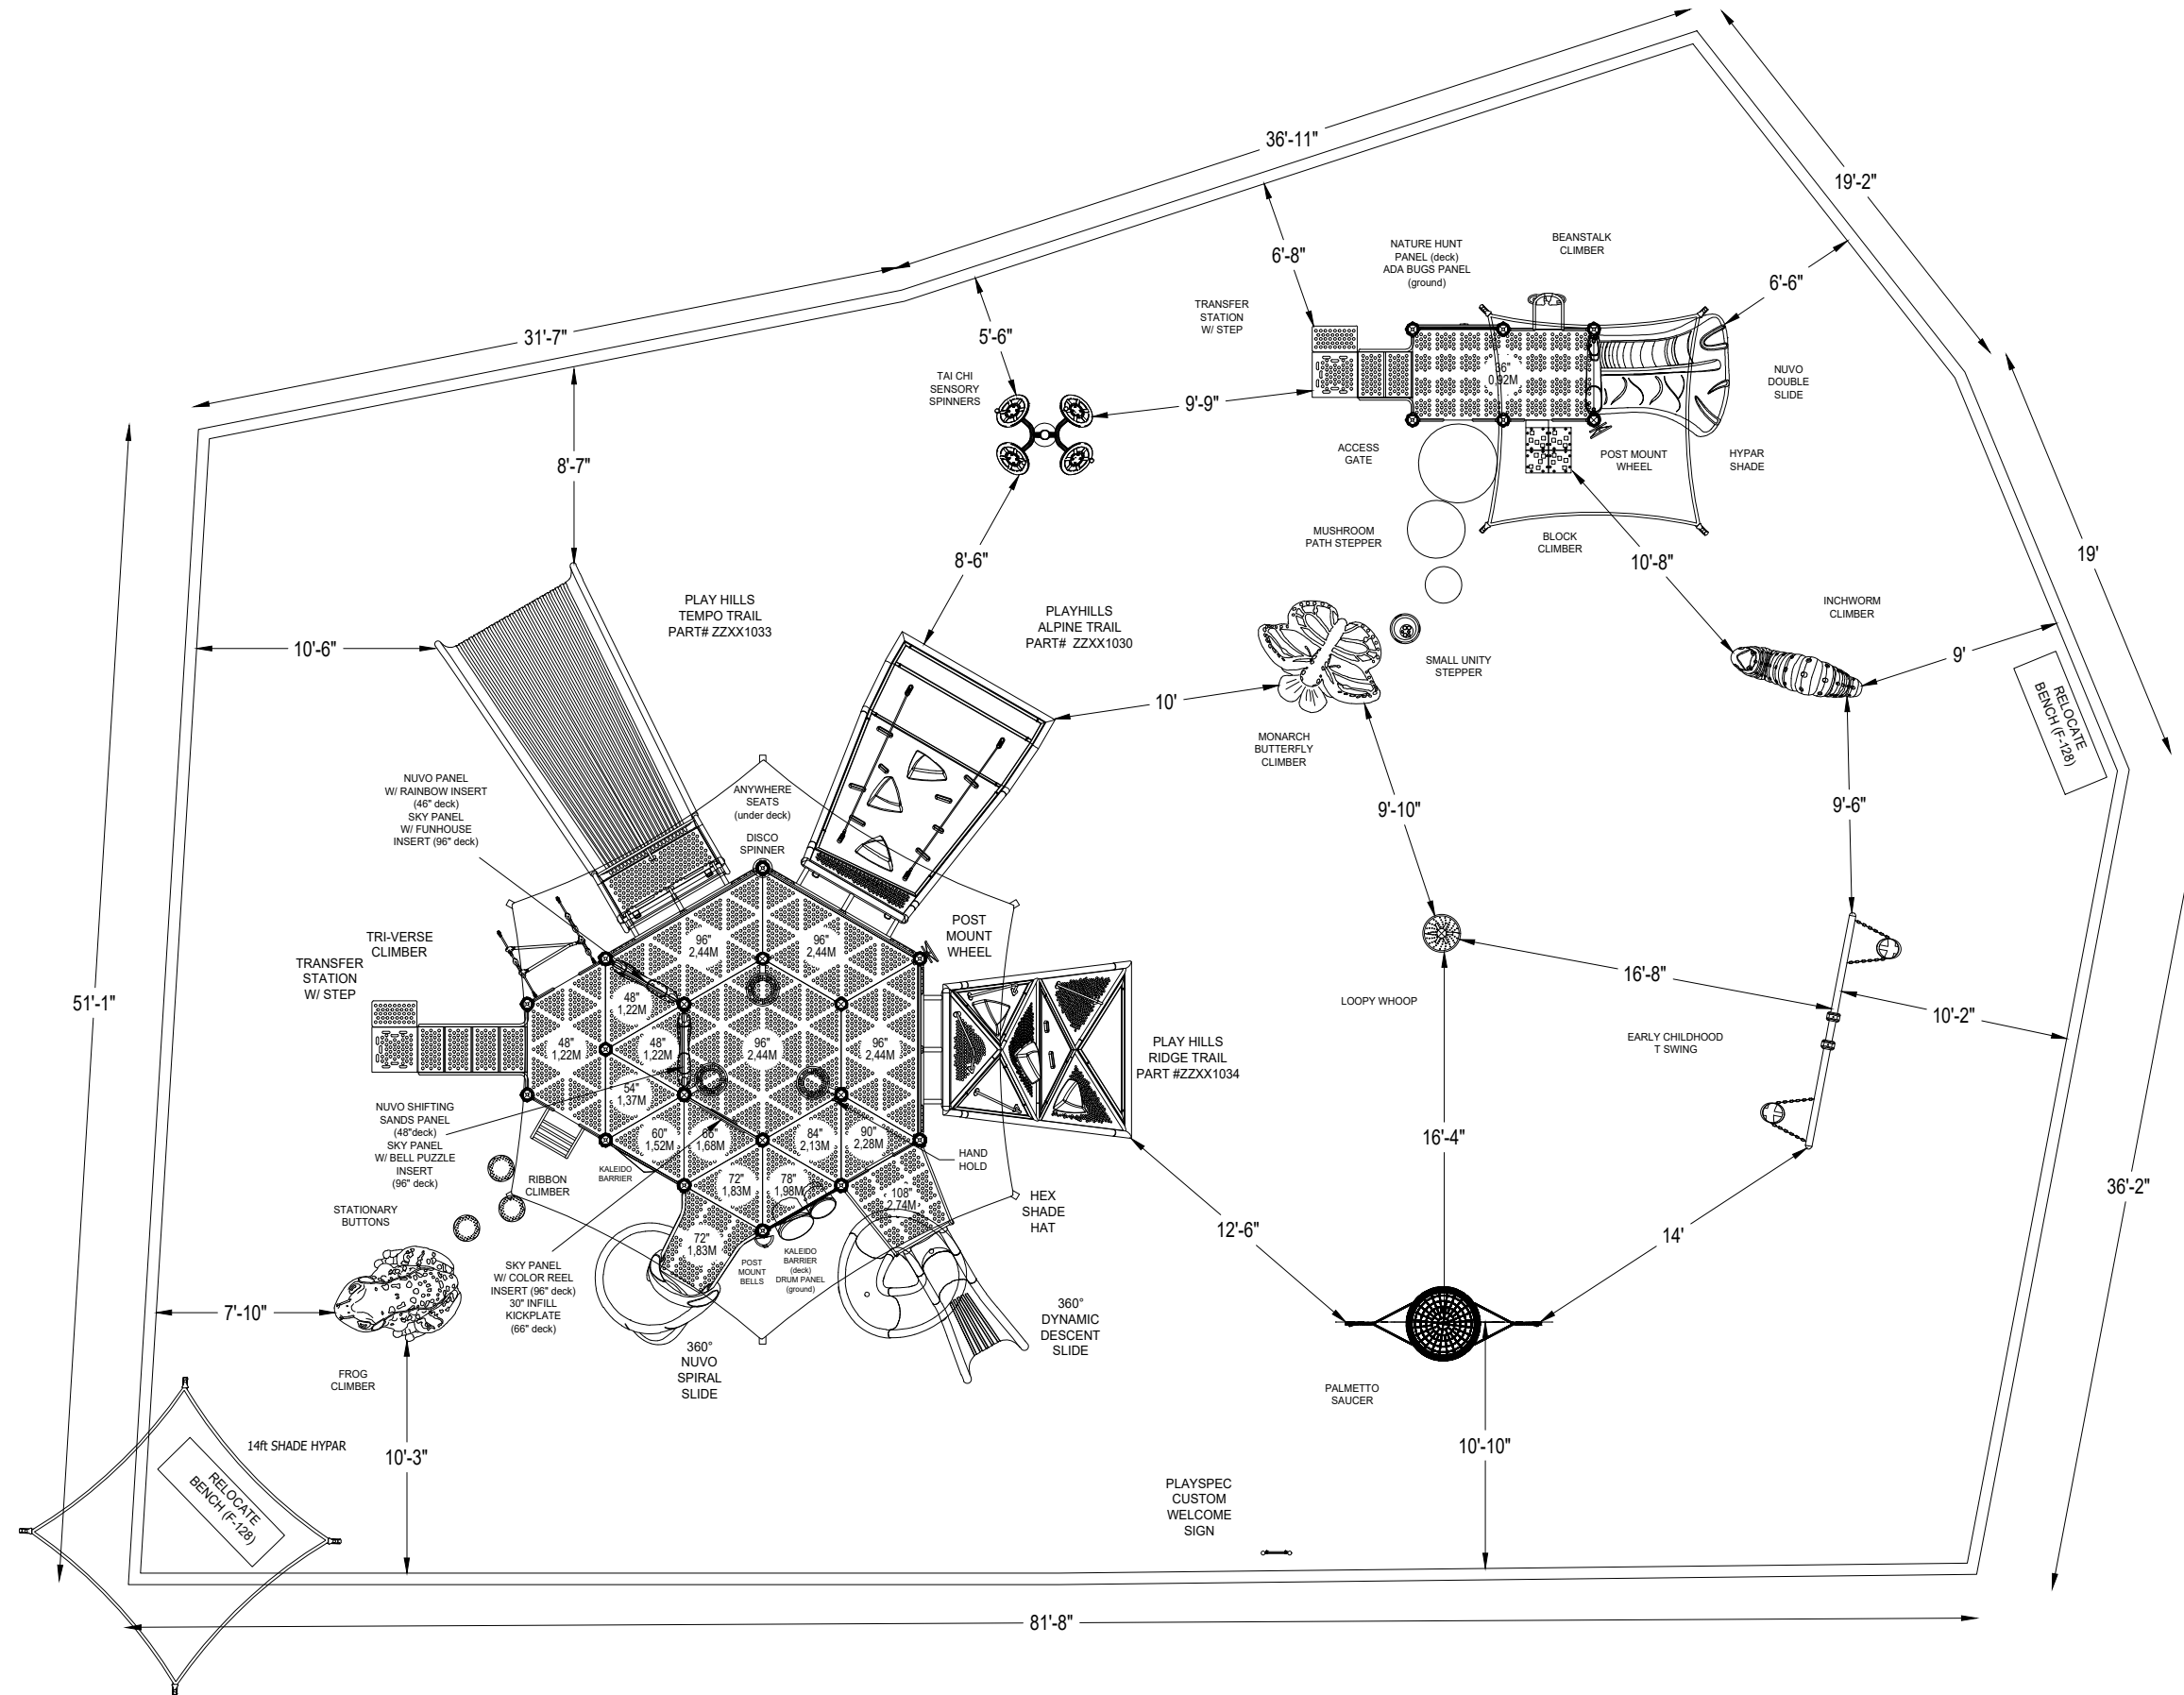 36'-11"
19'-2"
31'-7"
6'-8"
NATURE HUNT
PANEL (deck)
ADA BUGS PANEL
(ground)
BEANSTALK
CLIMBER
6'-6"
TRANSFER
STATION
W/ STEP
5'-6"
TAI CHI
SENSORY
SPINNERS
9'-9"
36"
0,92M
NUVO
DOUBLE
SLIDE
8'-7"
ACCESS
GATE
POST MOUNT
WHEEL
HYPAR
SHADE
MUSHROOM
PATH STEPPER
BLOCK
CLIMBER
10'-8"
19'
8'-6"
PLAY HILLS
TEMPO TRAIL
PART# ZZXX1033
PLAYHILLS
ALPINE TRAIL
PART#  ZZXX1030
INCHWORM
CLIMBER
10'-6"
SMALL UNITY
STEPPER
9'
RELOCATE
BENCH (F-128)
10'
MONARCH
BUTTERFLY
CLIMBER
NUVO PANEL
W/ RAINBOW INSERT
(46" deck)
SKY PANEL
W/ FUNHOUSE
INSERT (96" deck)
ANYWHERE
SEATS
(under deck)
DISCO
SPINNER
9'-10"
9'-6"
TRI-VERSE
CLIMBER
TRANSFER
STATION
W/ STEP
POST
MOUNT
WHEEL
96"
2,44M
96"
2,44M
48"
1,22M
51'-1"
16'-8"
LOOPY WHOOP
10'-2"
EARLY CHILDHOOD
T SWING
48"
1,22M
48"
1,22M
96"
2,44M
96"
2,44M
PLAY HILLS
RIDGE TRAIL
PART #ZZXX1034
54"
1,37M
NUVO SHIFTING
SANDS PANEL
(48"deck)
SKY PANEL
W/ BELL PUZZLE
INSERT
(96" deck)
60"
1,52M
66"
1,68M
84"
2,13M
90"
2,28M
16'-4"
HAND
HOLD
RIBBON
CLIMBER
KALEIDO
BARRIER
72"
1,83M
78"
1,98M
108"
2,74M
36'-2"
STATIONARY
BUTTONS
HEX
SHADE
HAT
12'-6"
14'
72"
1,83M
SKY PANEL
W/ COLOR REEL
INSERT (96" deck)
30" INFILL
KICKPLATE
(66" deck)
POST
MOUNT
BELLS
KALEIDO
BARRIER
(deck)
DRUM PANEL
(ground)
7'-10"
360°
DYNAMIC
DESCENT
SLIDE
360°
NUVO
SPIRAL
SLIDE
FROG
CLIMBER
PALMETTO
SAUCER
14ft SHADE HYPAR
10'-3"
10'-10"
RELOCATE
BENCH (F-128)
PLAYSPEC
CUSTOM
WELCOME
SIGN
81'-8"